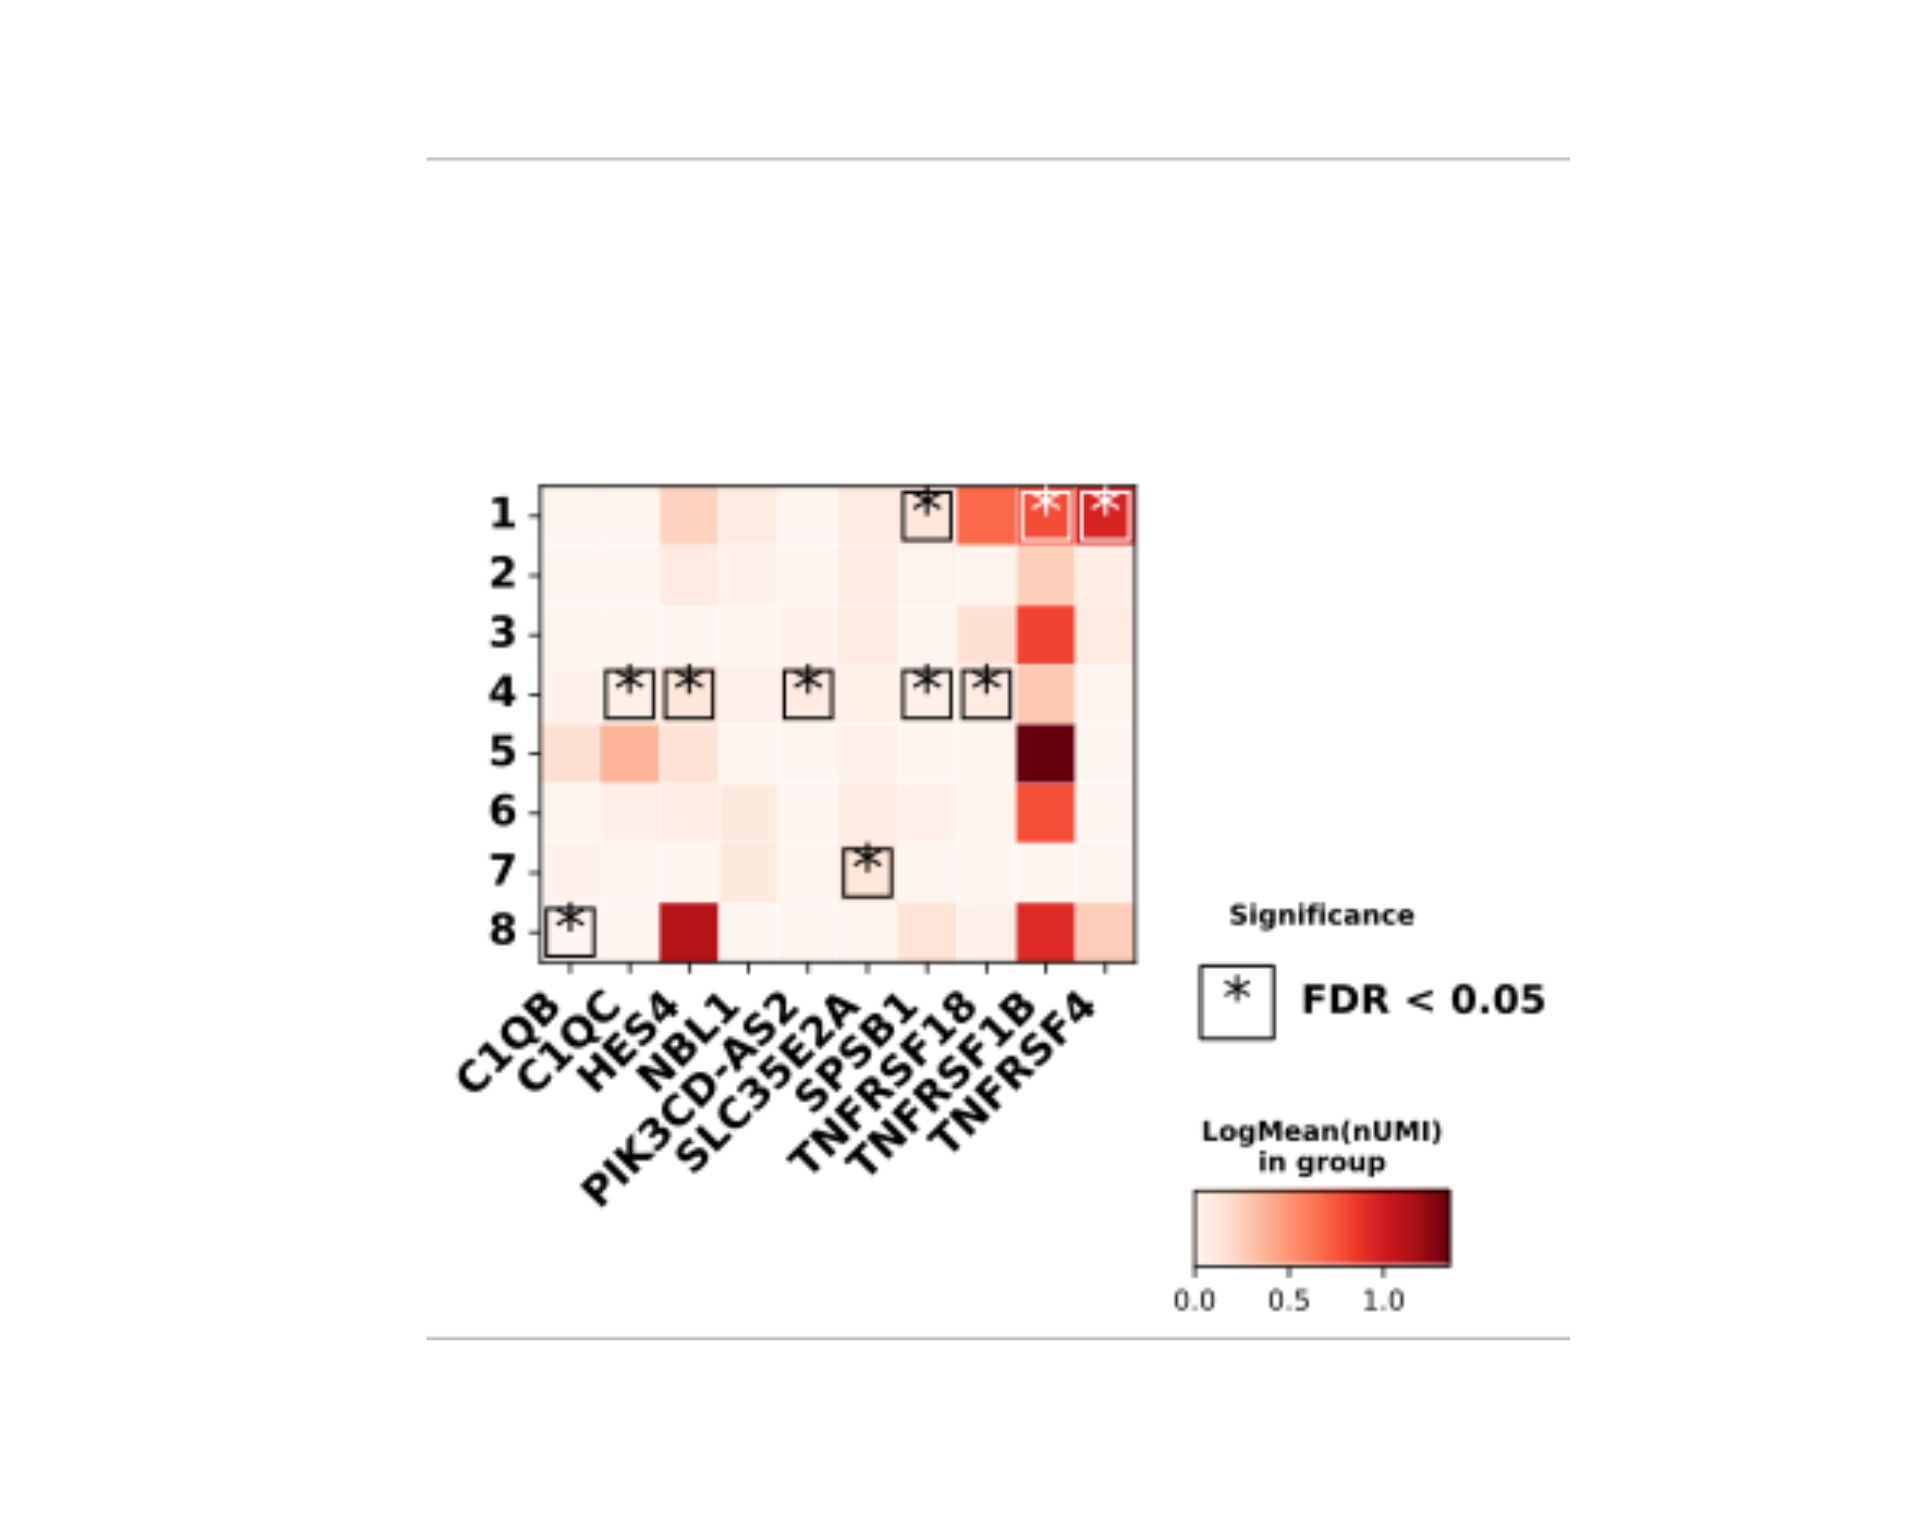 1
2
3
4
5
6
7
8
* * *
* * * * *
*
*
C1QB
C1QC
HES4
NBL1
PIK3CD-AS2
SLC35E2A
SPSB1
TNFRSF18
TNFRSF1B
TNFRSF4
Significance
* FDR < 0.05
LogMean(nUMI)
in group
0.0 0.5 1.0